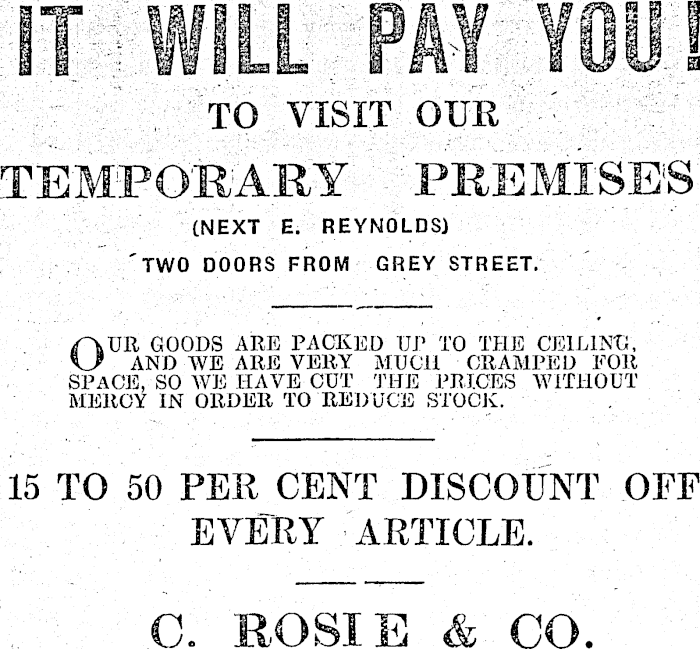 IT WILL PAY YOU!
TO VISIT OUR
TEMPORARY PREMISES
(NEXT E. REYNOLDS)
TWO DOORS FROM GREY STREET.
OUR GOODS ARE PACKED UP TO THE CEILING,
AND WE ARE VERY MUCH CRAMPED FOR
SPACE, SO WE HAVE CUT THE PRICES WITHOUT
MERCY IN ORDER TO REDUCE STOCK.
15 TO 50 PER CENT DISCOUNT OFF
EVERY ARTICLE.
C. ROSIE & CO.